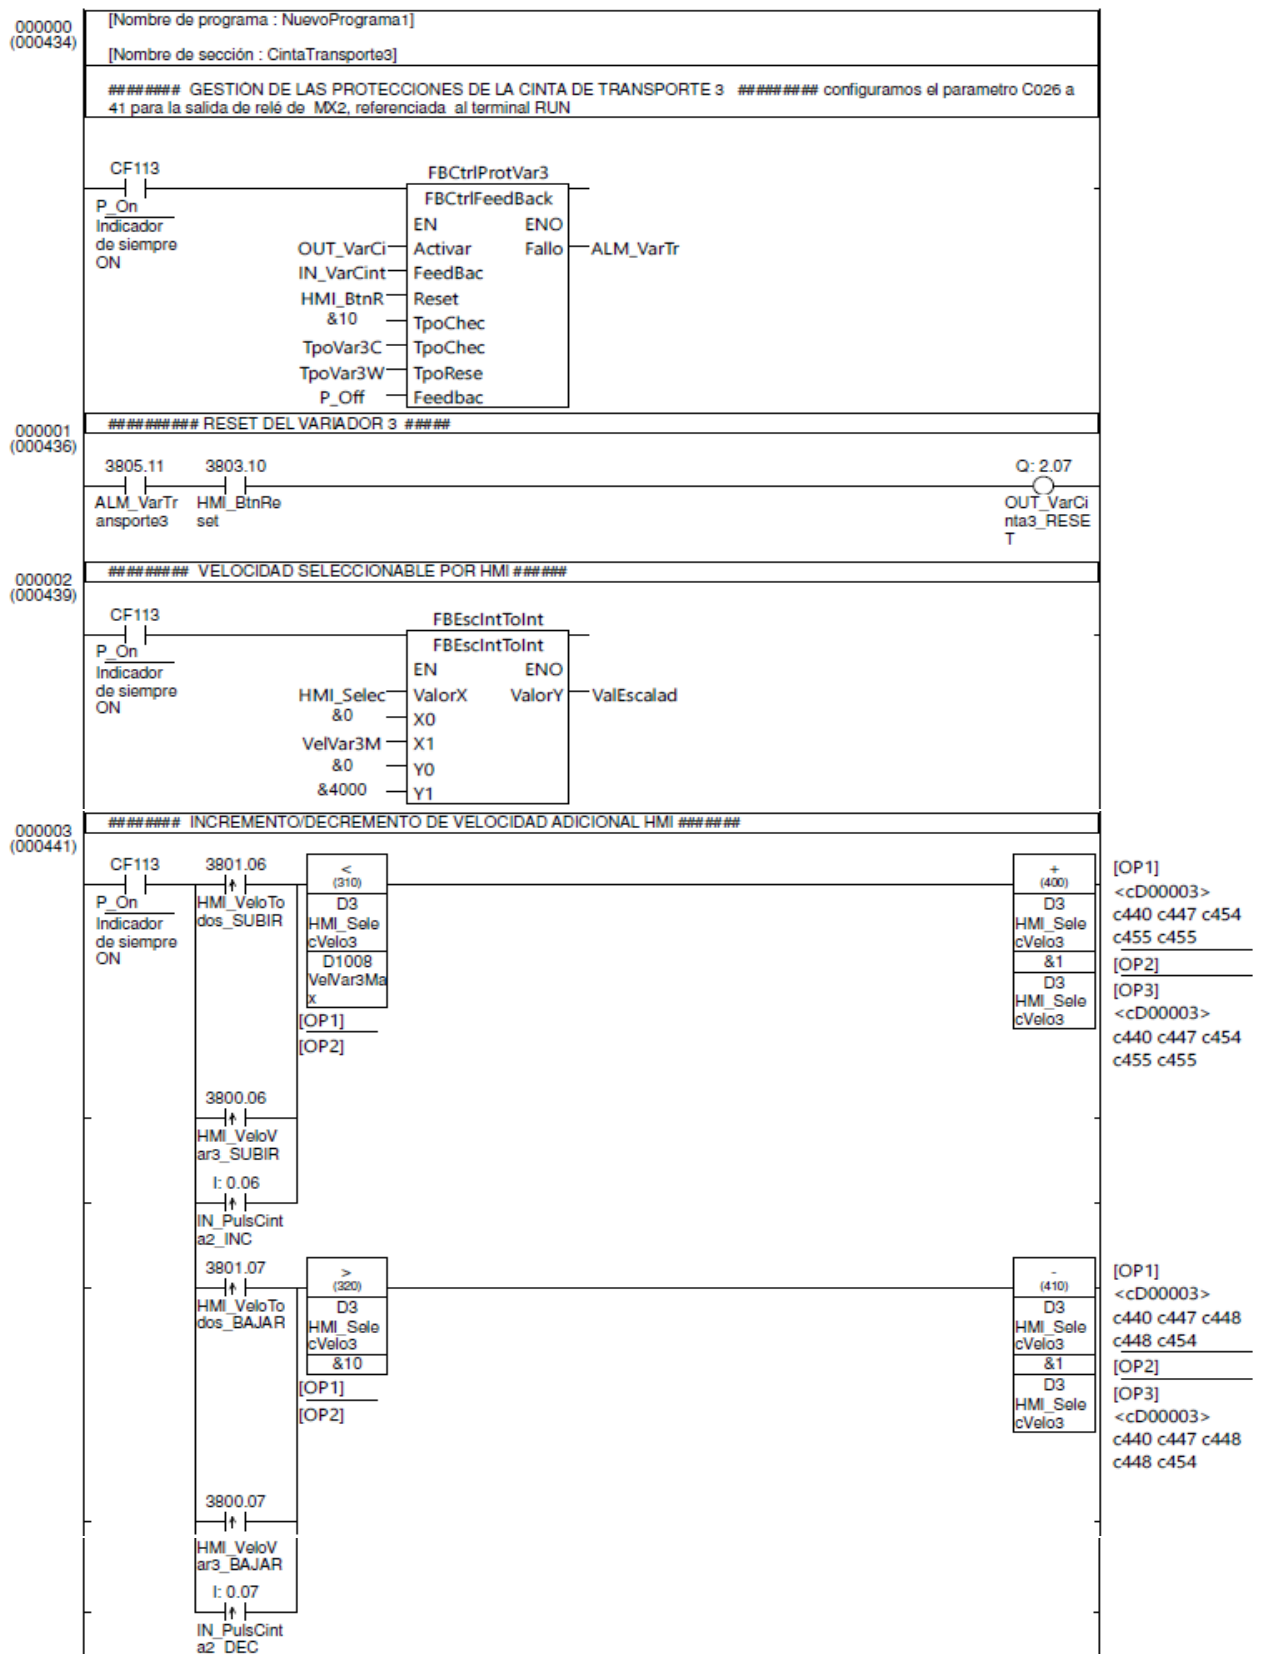 000000
(000434)
[Nombre de programa : NuevoPrograma1]
[Nombre de sección : CintaTransporte3]
######## GESTION DE LAS PROTECCIONES DE LA CINTA DE TRANSPORTE 3 ######### configuramos el parametro C026 a
41 para la salida de relé de MX2, referenciada al terminal RUN
CF113
P_On
Indicador
de siempre
ON
FBCtrlProtVar3
FBCtrlFeedBack
EN ENO
OUT_VarCi Activar Fallo ALM_VarTr
IN_VarCint FeedBac
HMI_BtnR Reset
&10 TpoChec
TpoVar3C TpoChec
TpoVar3W TpoRese
P_Off Feedbac
000001
(000436)
########## RESET DEL VARIADOR 3 #####
3805.11 3803.10 Q: 2.07
ALM_VarTr
ansporte3
HMI_BtnRe
set
OUT_VarCi
nta3_RESE
T
000002
(000439)
######### VELOCIDAD SELECCIONABLE POR HMI ######
CF113
P_On
Indicador
de siempre
ON
FBEscIntToInt
FBEscIntToInt
EN ENO
HMI_Selec ValorX ValorY ValEscalad
&0 X0
VelVar3M X1
&0 Y0
&4000 Y1
000003
(000441)
######## INCREMENTO/DECREMENTO DE VELOCIDAD ADICIONAL HMI #######
CF113
P_On
Indicador
de siempre
ON
3801.06
HMI_VeloTo
dos_SUBIR
<
(310)
D3
HMI_Sele
cVelo3
D1008
VelVar3Ma
x
[OP1]
[OP2]
+
(400)
D3
HMI_Sele
cVelo3
&1
D3
HMI_Sele
cVelo3
[OP1]
<cD00003>
c440 c447 c454
c455 c455
[OP2]
[OP3]
<cD00003>
c440 c447 c454
c455 c455
3800.06
HMI_VeloV
ar3_SUBIR
I: 0.06
IN_PulsCint
a2_INC
3801.07
HMI_VeloTo
dos_BAJAR
>
(320)
D3
HMI_Sele
cVelo3
&10
[OP1]
[OP2]
-
(410)
D3
HMI_Sele
cVelo3
&1
D3
HMI_Sele
cVelo3
[OP1]
<cD00003>
c440 c447 c448
c448 c454
[OP2]
[OP3]
<cD00003>
c440 c447 c448
c448 c454
3800.07
HMI_VeloV
ar3_BAJAR
I: 0.07
IN_PulsCint
a2_DEC